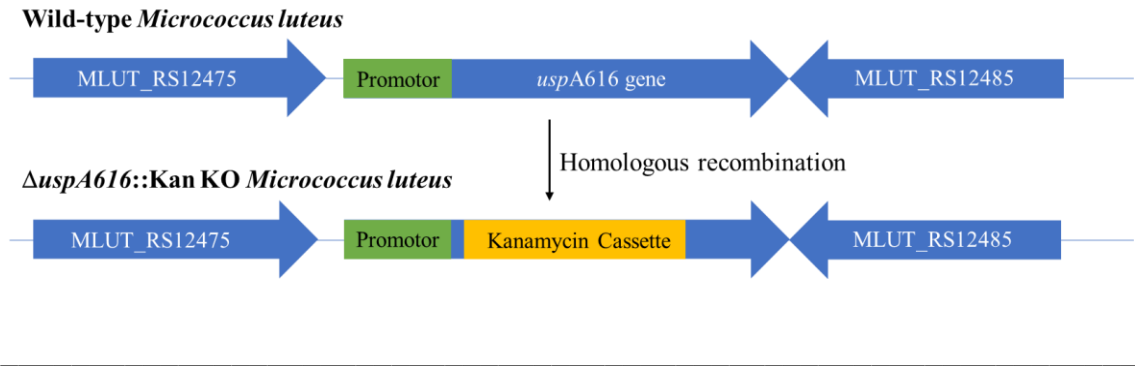 Wild-type Micrococcus luteus
MLUT_RS12475 Promotor uspA616 gene MLUT_RS12485
Homologous recombination
ΔuspA616::Kan KO Micrococcus luteus
MLUT_RS12475 Promotor Kanamycin Cassette MLUT_RS12485